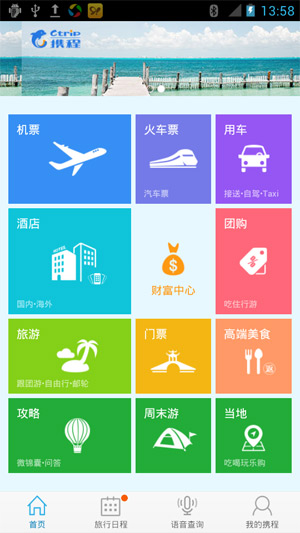 13:58
Ctrip
携程
机票
火车票
汽车票
用车
接送·自驾·Taxi
酒店
国内·海外
财富中心
团购
吃住行游
旅游
跟团游·自由行·邮轮
门票
高端美食
攻略
微锦囊·问答
周末游
当地
吃喝玩乐购
首页
旅行日程
语音查询
我的携程